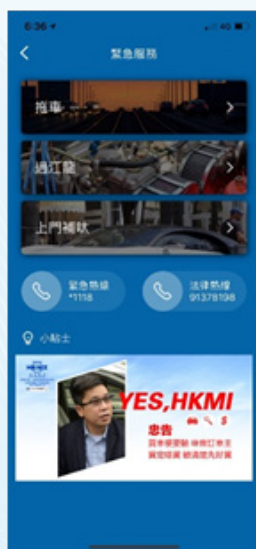 6:36
4G
緊急服務
拖車
過江龍
上門補呔
緊急熱線
*1118
法律熱線
91378198
小貼士
YES,HKMI
忠告